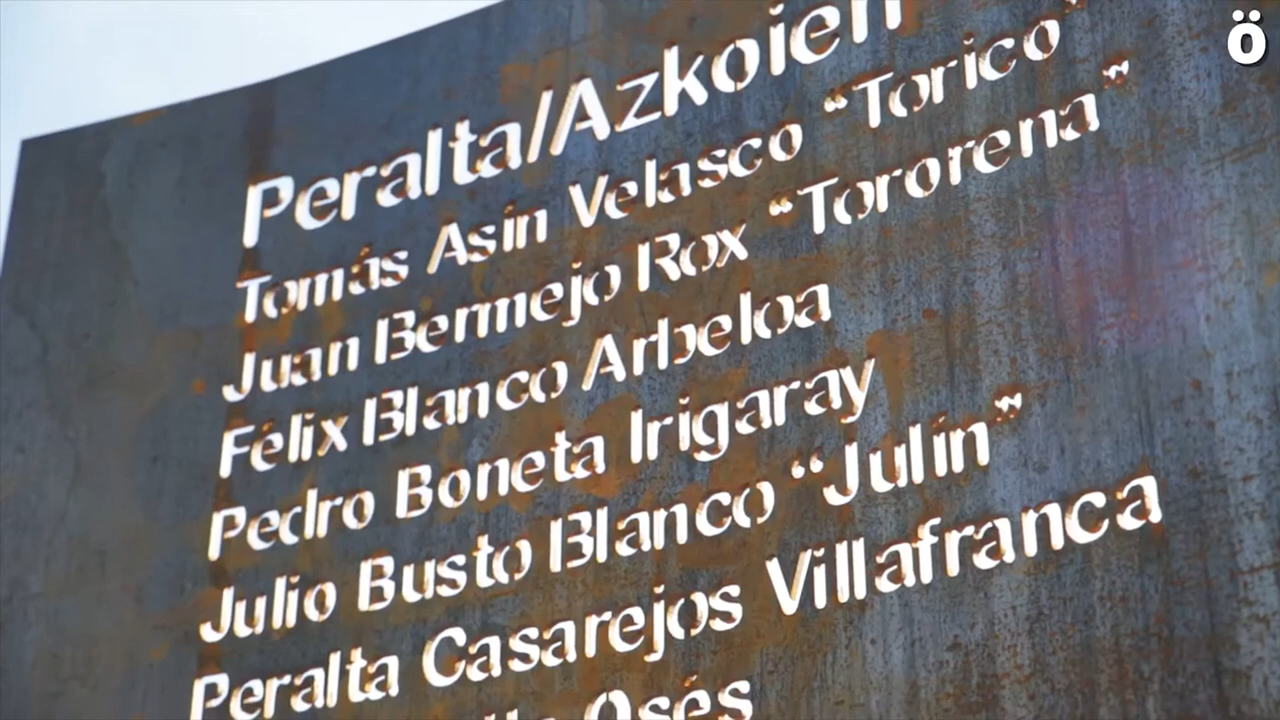 ö
Peralta/Azkoien
Tomás Asín Velasco “Torico”
Juan Bermejo Rox “Tororena”
Félix Blanco Arbeloa
Pedro Boneta Irigaray
Julio Busto Blanco “Julín”
Peralta Casarejos Villafranca
Osés